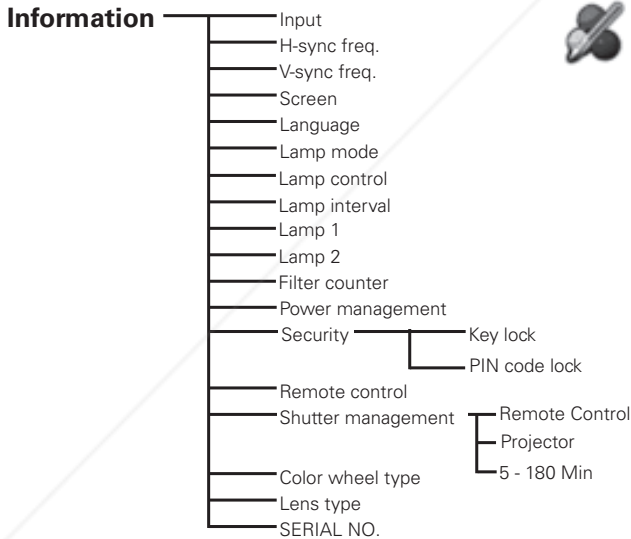 Information
Input
H-sync freq.
V-sync freq.
Screen
Language
Lamp mode
Lamp control
Lamp interval
Lamp 1
Lamp 2
Filter counter
Power management
Security
Key lock
PIN code lock
Remote control
Shutter management
Remote Control
Projector
5 - 180 Min
Color wheel type
Lens type
SERIAL NO.